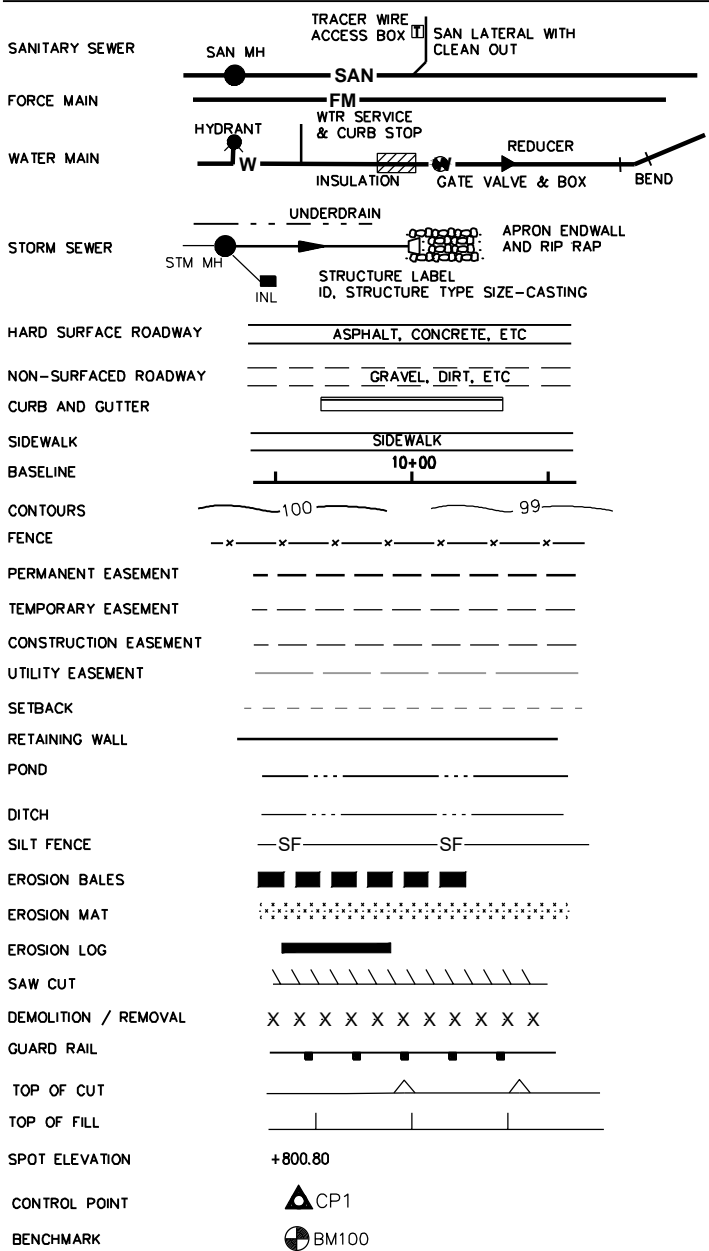 TRACER WIRE
ACCESS BOX T
SAN LATERAL WITH
CLEAN OUT
SANITARY SEWER
SAN MH
SAN
FORCE MAIN
FM
WTR SERVICE
& CURB STOP
HYDRANT
REDUCER
WATER MAIN
W
W
INSULATION
GATE VALVE & BOX
BEND
UNDERDRAIN
APRON ENDWALL
AND RIP RAP
STORM SEWER
STM MH
INL
STRUCTURE LABEL
ID, STRUCTURE TYPE SIZE-CASTING
HARD SURFACE ROADWAY
ASPHALT, CONCRETE, ETC
NON-SURFACED ROADWAY
GRAVEL, DIRT, ETC
CURB AND GUTTER
SIDEWALK
SIDEWALK
BASELINE
10+00
CONTOURS
100
99
FENCE
PERMANENT EASEMENT
TEMPORARY EASEMENT
CONSTRUCTION EASEMENT
UTILITY EASEMENT
SETBACK
RETAINING WALL
POND
DITCH
SILT FENCE
SF
SF
EROSION BALES
EROSION MAT
EROSION LOG
SAW CUT
DEMOLITION / REMOVAL
X X X X X X X X X X X
GUARD RAIL
TOP OF CUT
TOP OF FILL
SPOT ELEVATION
+800.80
CONTROL POINT
CP1
BENCHMARK
BM100